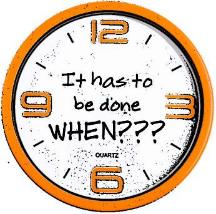 12
It has to
be done
9 3
WHEN???
QUARTZ
6